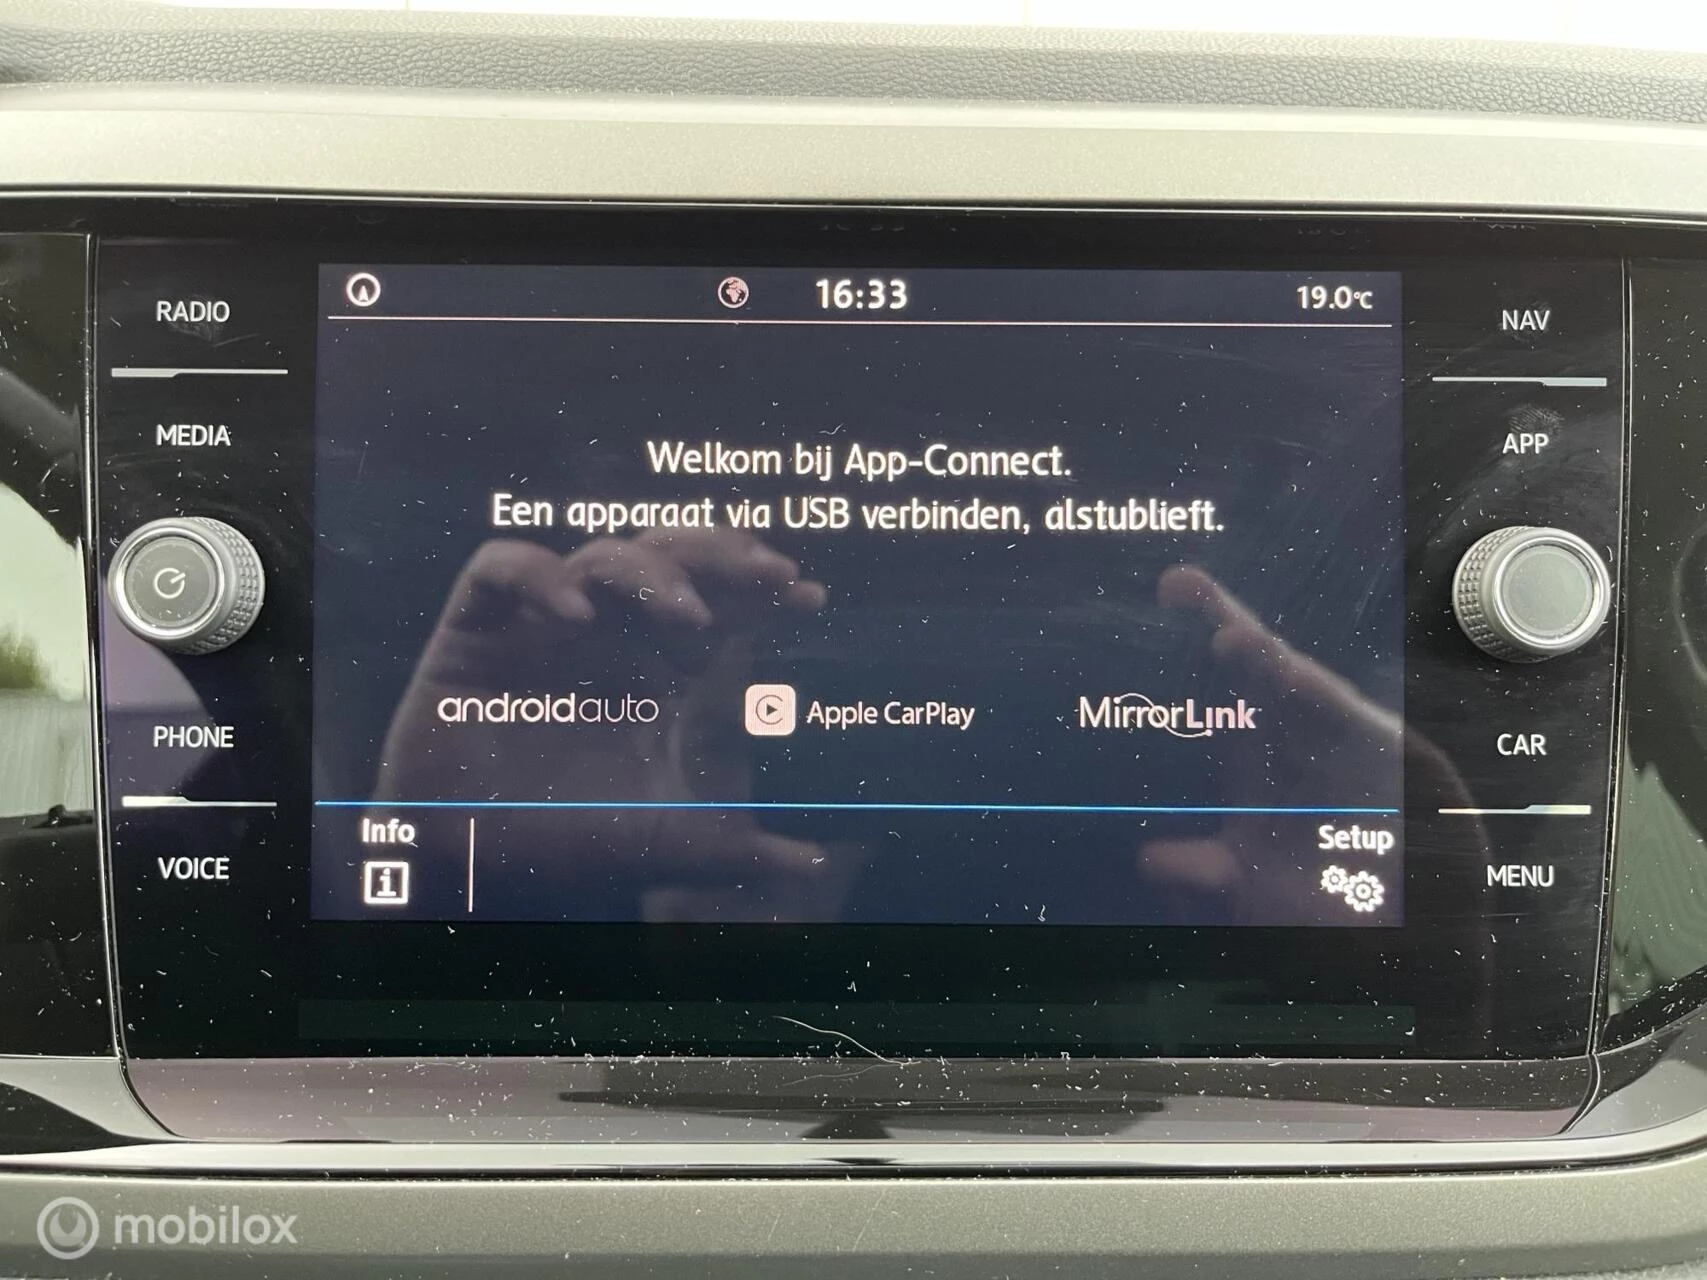 16:33
19.0°C
RADIO
NAV
MEDIA
APP
Welkom bij App-Connect.
Een apparaat via USB verbinden, alstublieft.
androidauto
Apple CarPlay
MirrorLink
PHONE
CAR
Info
Setup
VOICE
MENU
mobilox